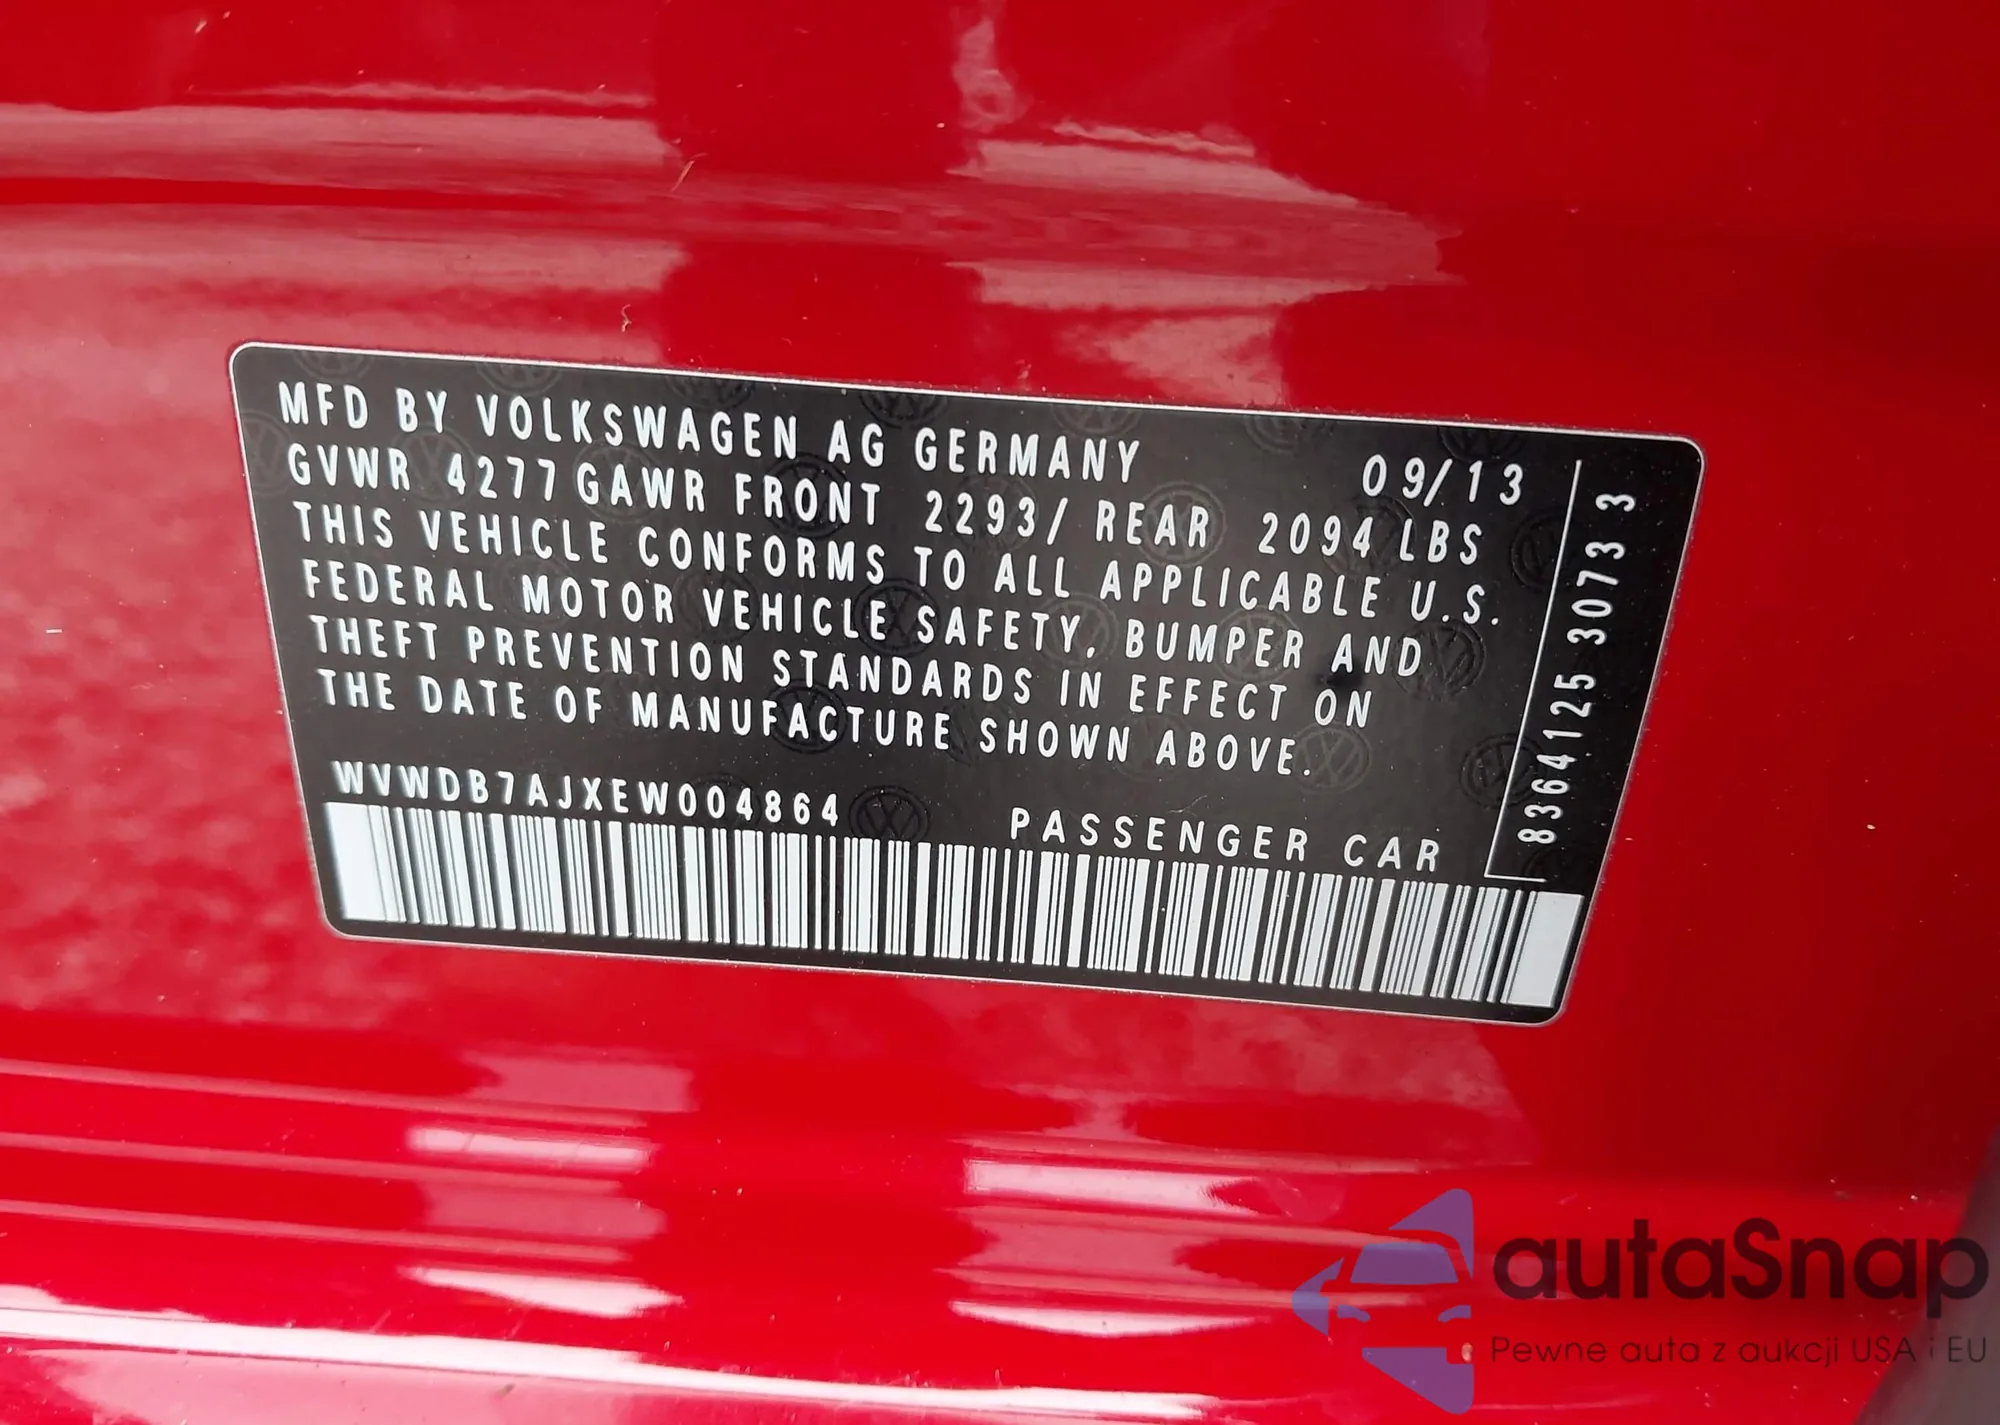 MFD BY VOLKSWAGEN AG GERMANY 09/13
GVWR 4277 GAWR FRONT 2293/ REAR 2094 LBS
THIS VEHICLE CONFORMS TO ALL APPLICABLE U.S.
FEDERAL MOTOR VEHICLE SAFETY, BUMPER AND
THEFT PREVENTION STANDARDS IN EFFECT ON
THE DATE OF MANUFACTURE SHOWN ABOVE.
WVWDB7AJXEW004864
PASSENGER CAR
8364125 3073 3
autaSnap
Pewne auta z aukcji USA i EU